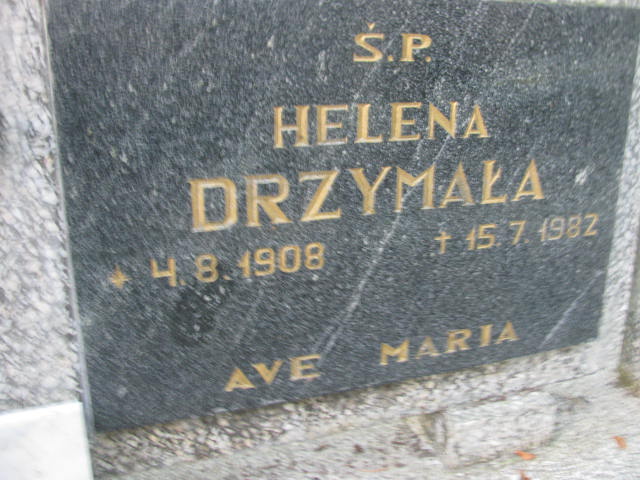 Ś.P.
HELENA
DRZYMAŁA
* 4.8.1908 † 15.7.1982
AVE MARIA